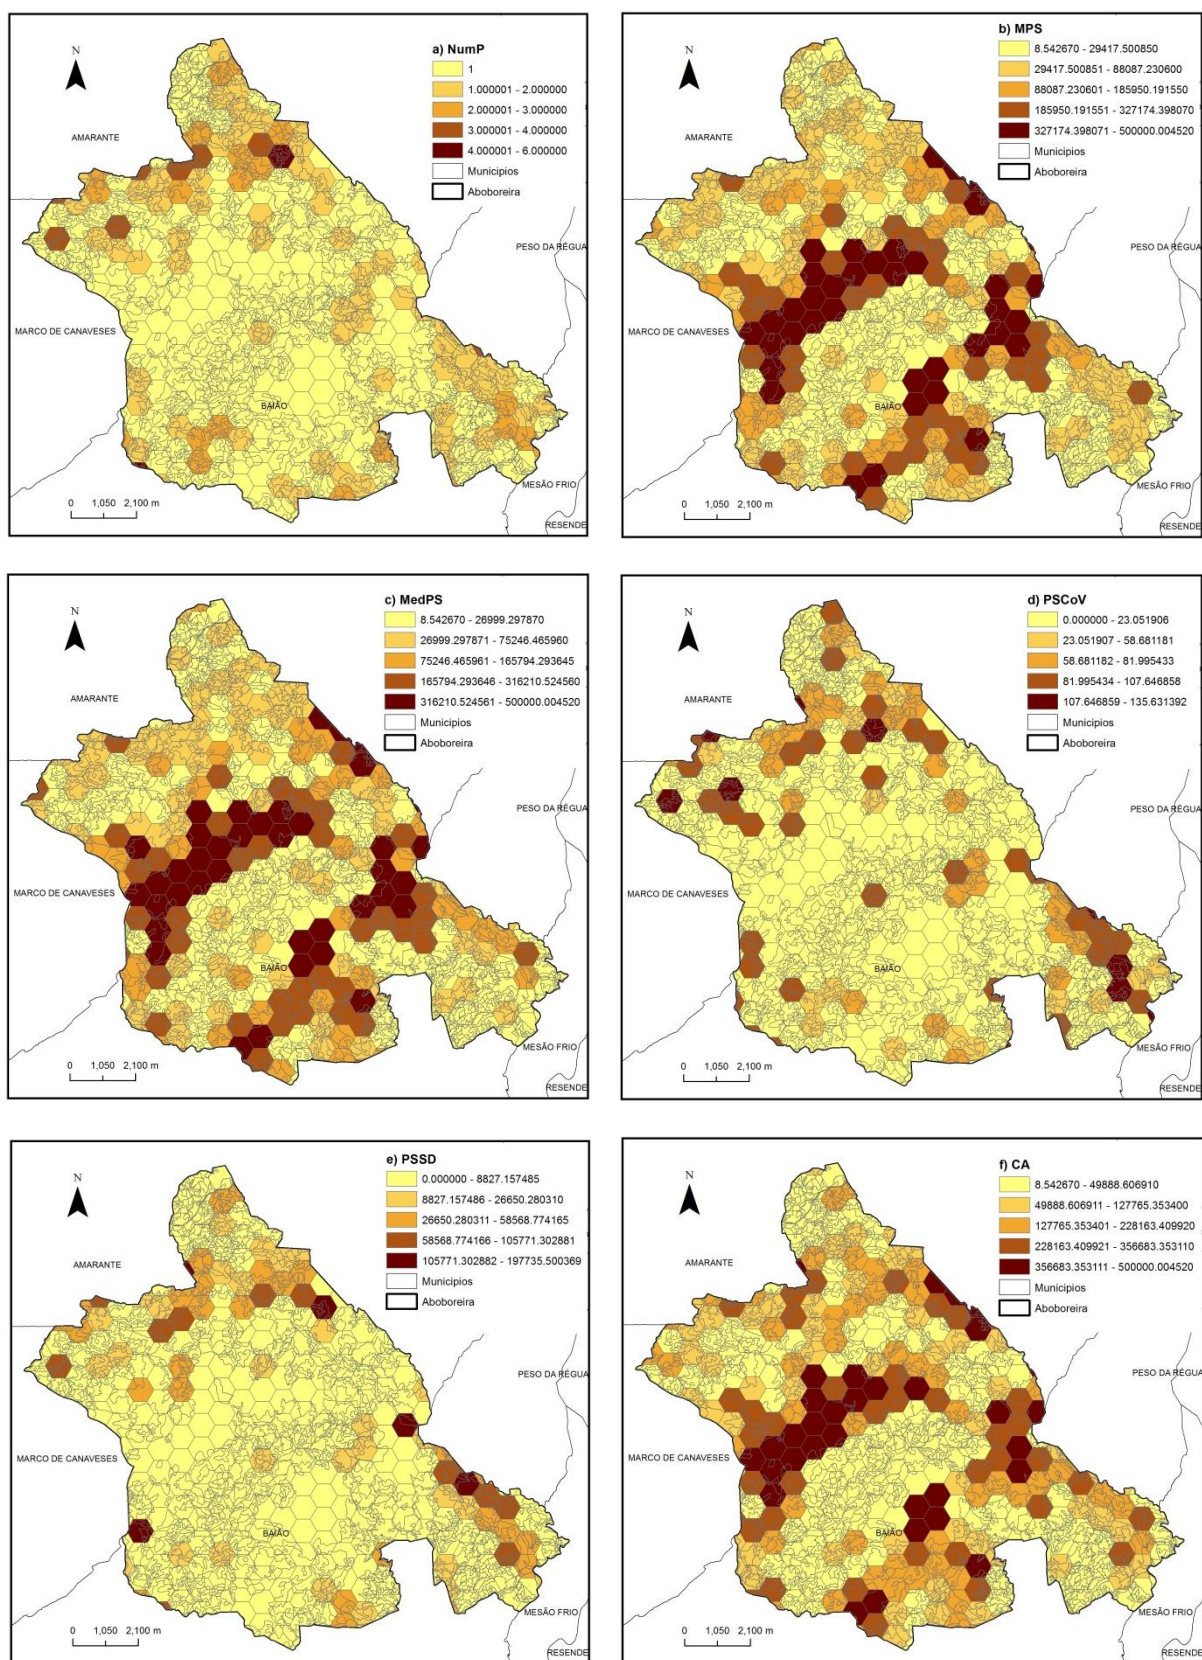 a) NumP
N
1
1.000001 - 2.000000
2.000001 - 3.000000
3.000001 - 4.000000
4.000001 - 6.000000
Municipios
Aboboreira
AMARANTE
PESO DA RÉGUA
MARCO DE CANAVESES
BAIÃO
MESÃO FRIO
0 1,050 2,100 m
RESENDE
b) MPS
N
8.542670 - 29417.500850
29417.500851 - 88087.230600
88087.230601 - 185950.191550
185950.191551 - 327174.398070
327174.398071 - 500000.004520
Municipios
Aboboreira
AMARANTE
PESO DA RÉGUA
MARCO DE CANAVESES
BAIÃO
MESÃO FRIO
0 1,050 2,100 m
RESENDE
c) MedPS
N
8.542670 - 26999.297870
26999.297871 - 75246.465960
75246.465961 - 165794.293645
165794.293646 - 316210.524560
316210.524561 - 500000.004520
Municipios
Aboboreira
AMARANTE
PESO DA RÉGUA
MARCO DE CANAVESES
BAIÃO
MESÃO FRIO
0 1,050 2,100 m
RESENDE
d) PSCoV
N
0.000000 - 23.051906
23.051907 - 58.681181
58.681182 - 81.995433
81.995434 - 107.646858
107.646859 - 135.631392
Municipios
Aboboreira
AMARANTE
PESO DA RÉGUA
MARCO DE CANAVESES
BAIÃO
MESÃO FRIO
0 1,050 2,100 m
RESENDE
e) PSSD
N
0.000000 - 8827.157485
8827.157486 - 26650.280310
26650.280311 - 58568.774165
58568.774166 - 105771.302881
105771.302882 - 197735.500369
Municipios
Aboboreira
AMARANTE
PESO DA RÉGUA
MARCO DE CANAVESES
BAIÃO
MESÃO FRIO
0 1,050 2,100 m
RESENDE
f) CA
N
8.542670 - 49888.606910
49888.606911 - 127765.353400
127765.353401 - 228163.409920
228163.409921 - 356683.353110
356683.353111 - 500000.004520
Municipios
Aboboreira
AMARANTE
PESO DA RÉGUA
MARCO DE CANAVESES
BAIÃO
MESÃO FRIO
0 1,050 2,100 m
RESENDE